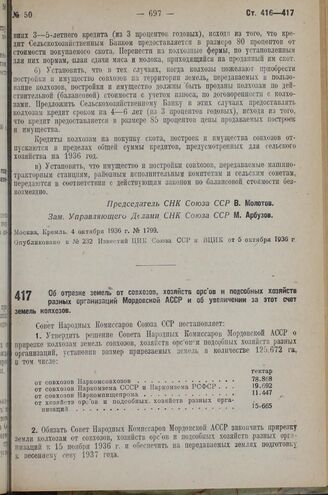 № 50 — 697 — Ст. 416—417
ниях 3—5-летнего кредита (из 3 процентов годовых), исходя из того, что кре-
дит Сельскохозяйственным Банком предоставляется в размере 80 процентов от
стоимости покупаемого скота. Перевести на колхозные фермы, по установленным
для них нормам, план сдачи мяса и молока, приходящийся на проданный им скот.
б) Установить, что в тех случаях, когда колхозы пожелают приобрести
постройки и имущество совхозов на территории земель, передаваемых в пользо-
вание колхозов, постройки и имущество должны быть проданы колхозам по дей-
ствительной (балансовой) стоимости с учетом износа, по договоренности с колхо-
зами. Предложить Сельскохозяйственному Банку в этих случаях предоставлять
колхозам кредит сроком на 4—6 лет (из 3 процентов годовых), исходя из того, что
кредит предоставляется в размере 85 процентов цены продаваемых построек
и имущества.
Кредиты колхозам на покупку скота, построек и имущества совхозов от-
пускаются в пределах общей суммы кредитов, предусмотренных для сельского
хозяйства на 1936 год.
в) Установить, что имущество и постройки совхозов, передаваемые машинно-
тракторным станциям, районным исполнительным комитетам и сельским советам,
передаются в соответствии с действующим законом по балансовой стоимости без-
возмездно.
Председатель СНК Союза ССР В. Молотов.
Зам. Управляющего Делами СНК Союза ССР М. Арбузов.
Москва, Кремль. 4 октября 1936 г. № 1799.
Опубликовано в № 232 Известий ЦИК Союза ССР и ВЦИК от 5 октября 1936 г.
417 Об отрезке земель от совхозов, хозяйств орс'ов и подсобных хозяйств
разных организаций Мордовской АССР и об увеличении за этот счет
земель колхозов.
Совет Народных Комиссаров Союза ССР постановляет:
1. Утвердить решение Совета Народных Комиссаров Мордовской АССР о
прирезке колхозам земель совхозов, хозяйств орс'ов и подсобных хозяйств разных
организаций, установив размер прирезаемых земель в количестве 125.672 га,
в том числе:
гектар
от совхозов Наркомсовхозов . . . . . . . . . . . . 78.868
от совхозов Наркомзема СССР и Наркомзема РСФСР . . . 19.692
от совхозов Наркомпищепрома . . . . . . . . . . . 11.447
от хозяйств орс'ов и подсобных хозяйств разных орга-
низаций . . . . . . . . . . . . . . . . . . 15.665
2. Обязать Совет Народных Комиссаров Мордовской АССР закончить прирезку
земли колхозам от совхозов, хозяйств орс'ов и подсобных хозяйств разных орга-
низаций к 15 ноября 1936 г. и обеспечить на передаваемых землях подготовку
к весеннему севу 1937 года.